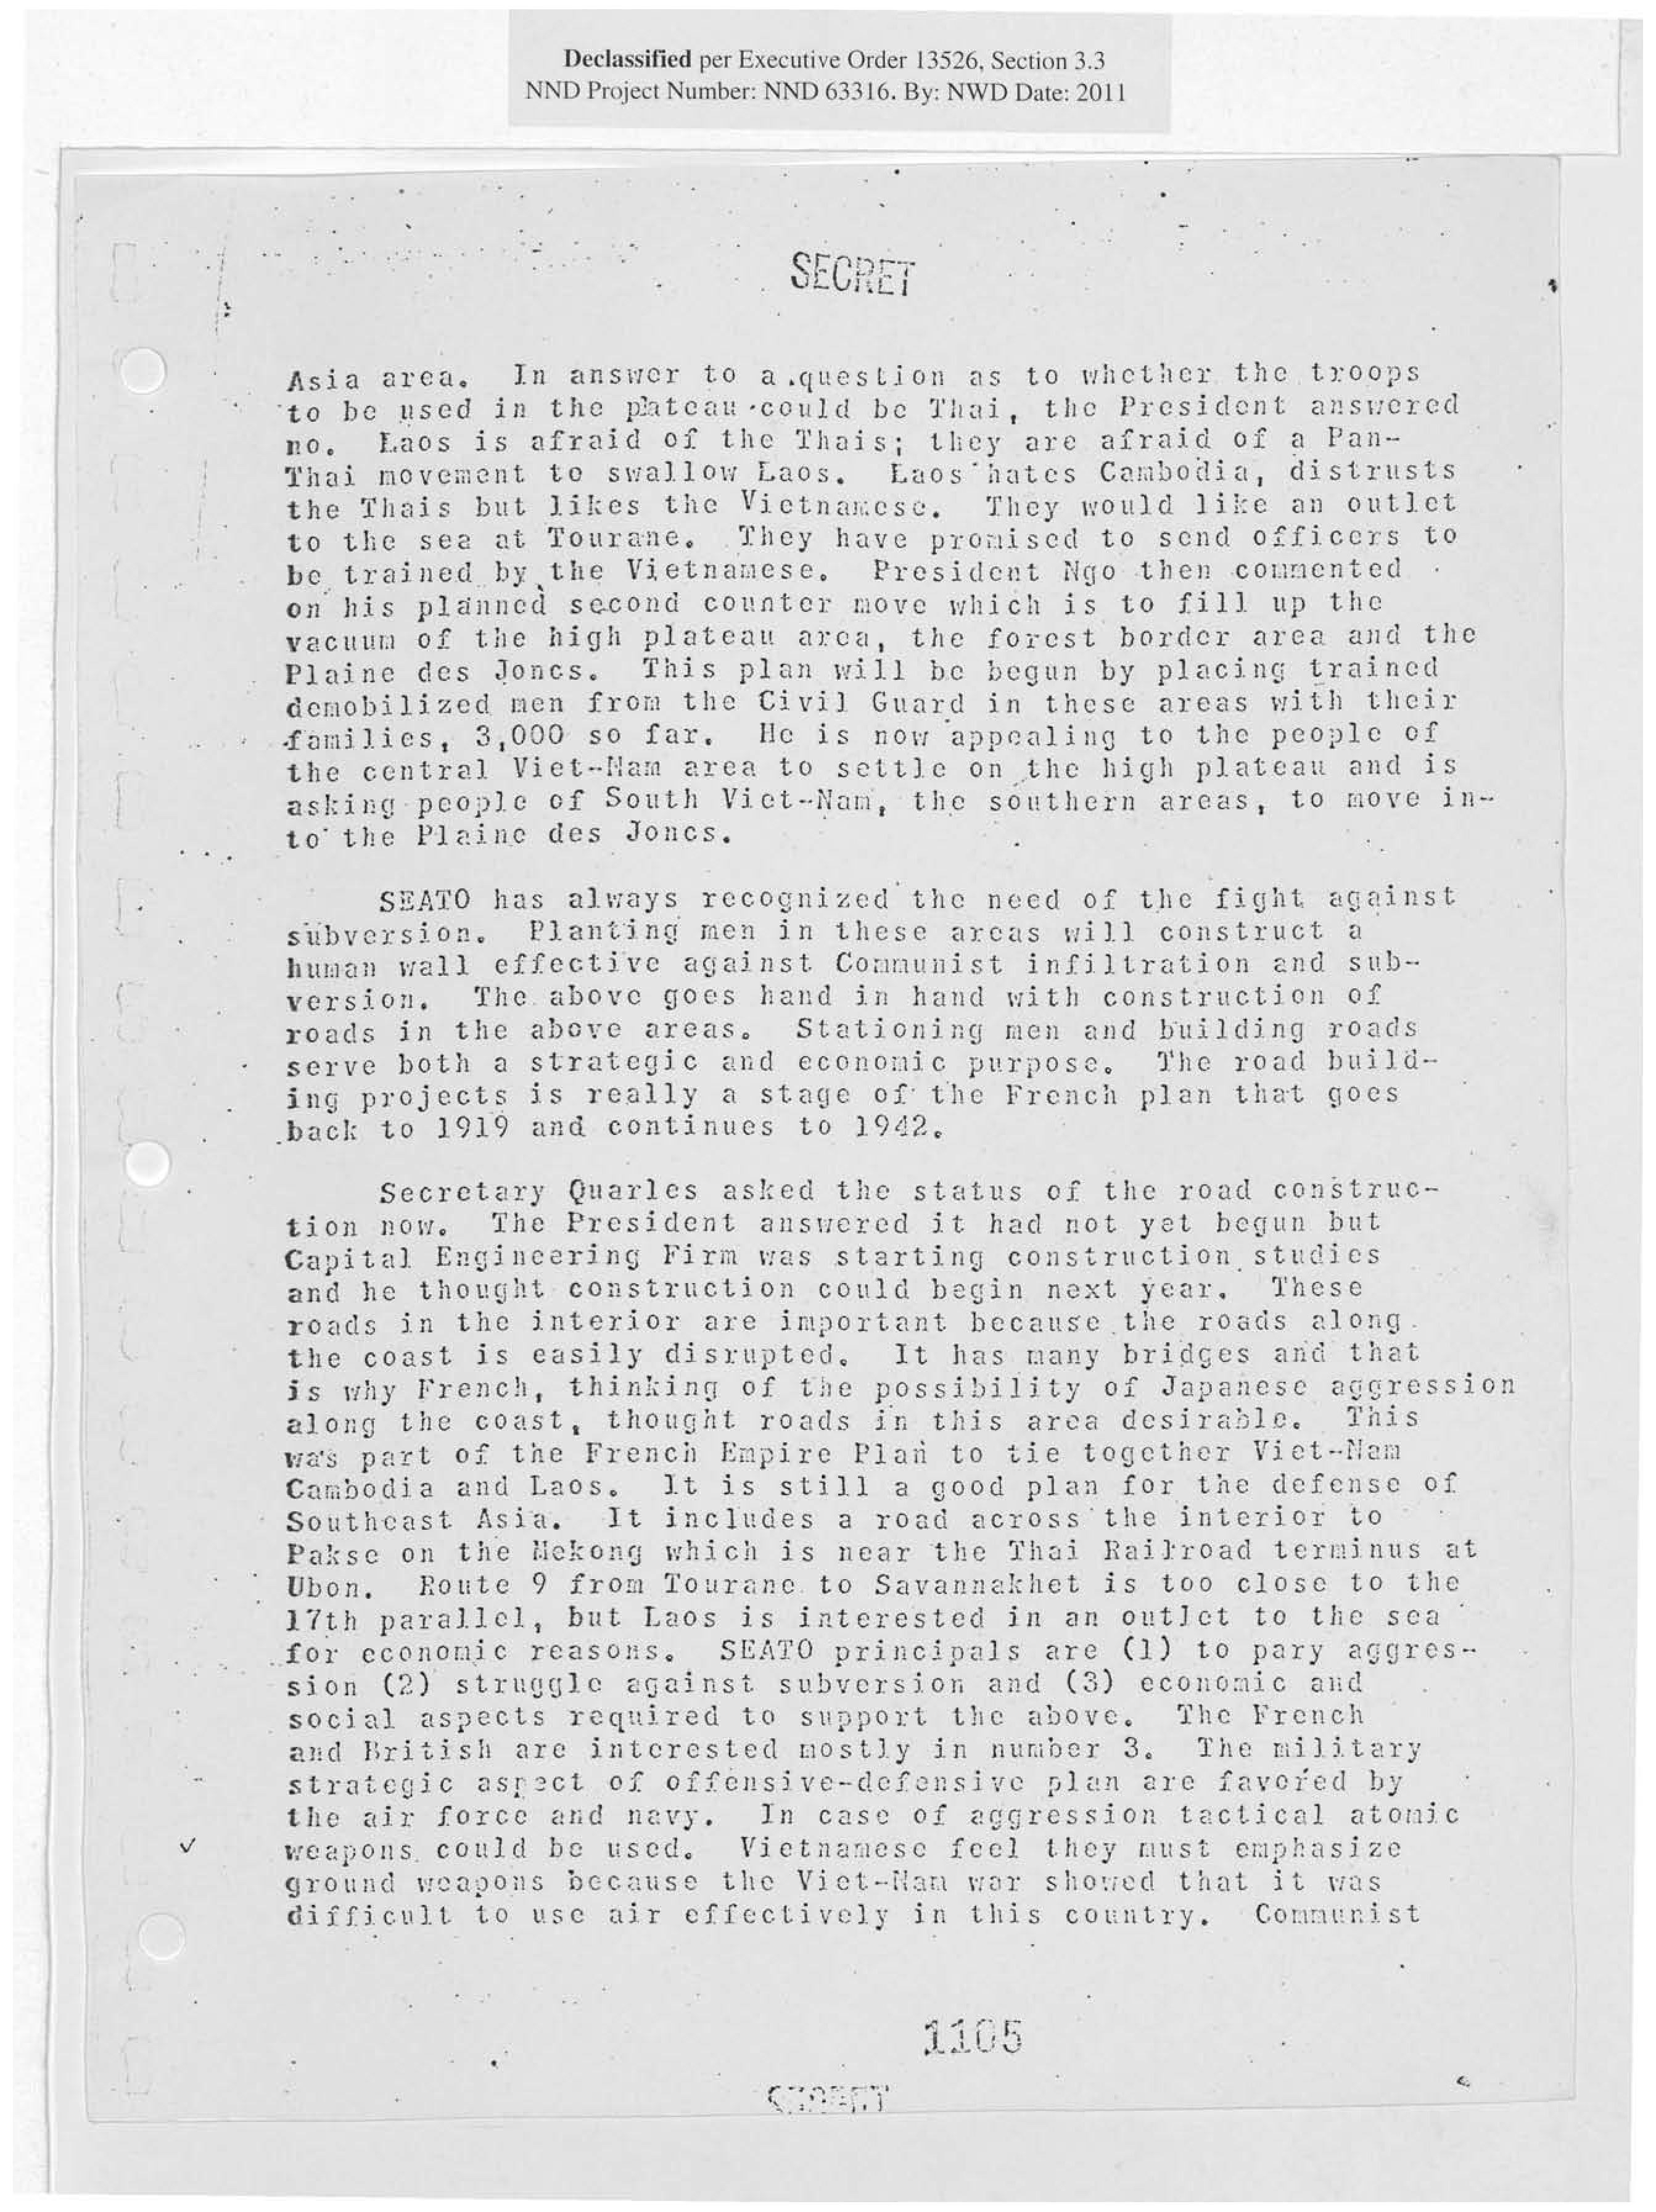 Declassified per Executive Order 13526, Section 3.3
NND Project Number: NND 63316. By: NWD Date: 2011
SECRET
Asia area. In answer to a question as to whether the troops
to be used in the plateau could be Thai, the President answered
no. Laos is afraid of the Thais; they are afraid of a Pan-
Thai movement to swallow Laos. Laos hates Cambodia, distrusts
the Thais but likes the Vietnamese. They would like an outlet
to the sea at Tourane. They have promised to send officers to
be trained by the Vietnamese. President Ngo then commented
on his planned second counter move which is to fill up the
vacuum of the high plateau area, the forest border area and the
Plaine des Joncs. This plan will be begun by placing trained
demobilized men from the Civil Guard in these areas with their
families, 3,000 so far. He is now appealing to the people of
the central Viet-Nam area to settle on the high plateau and is
asking people of South Viet-Nam, the southern areas, to move in-
to the Plaine des Joncs.
SEATO has always recognized the need of the fight against
subversion. Planting men in these areas will construct a
human wall effective against Communist infiltration and sub-
version. The above goes hand in hand with construction of
roads in the above areas. Stationing men and building roads
serve both a strategic and economic purpose. The road build-
ing projects is really a stage of the French plan that goes
back to 1919 and continues to 1942.
Secretary Quarles asked the status of the road construc-
tion now. The President answered it had not yet begun but
Capital Engineering Firm was starting construction studies
and he thought construction could begin next year. These
roads in the interior are important because the roads along
the coast is easily disrupted. It has many bridges and that
is why French, thinking of the possibility of Japanese aggression
along the coast, thought roads in this area desirable. This
was part of the French Empire Plan to tie together Viet-Nam
Cambodia and Laos. It is still a good plan for the defense of
Southeast Asia. It includes a road across the interior to
Pakse on the Mekong which is near the Thai Railroad terminus at
Ubon. Route 9 from Tourane to Savannakhet is too close to the
17th parallel, but Laos is interested in an outlet to the sea
for economic reasons. SEATO principals are (1) to pary aggres-
sion (2) struggle against subversion and (3) economic and
social aspects required to support the above. The French
and British are interested mostly in number 3. The military
strategic aspect of offensive-defensive plan are favored by
the air force and navy. In case of aggression tactical atomic
weapons could be used. Vietnamese feel they must emphasize
ground weapons because the Viet-Nam war showed that it was
difficult to use air effectively in this country. Communist
1105
SECRET